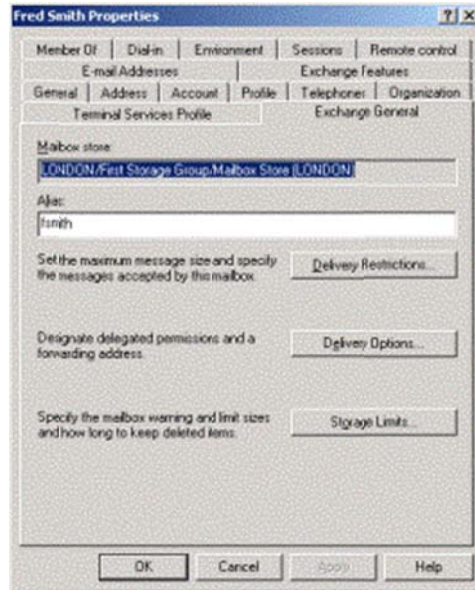 Fred Smith Properties
Member Of Dial-in Environment Sessions Remote control
E-mail Addresses Exchange Features
General Address Account Profile Telephones Organization
Terminal Services Profile Exchange General
Mailbox store:
LONDON/First Storage Group/Mailbox Store (LONDON)
Alias:
fsmith
Set the maximum message size and specify
the messages accepted by this mailbox.
Delivery Restrictions...
Designate delegated permissions and a
forwarding address.
Delivery Options...
Specify the mailbox warning and limit sizes
and how long to keep deleted items.
Storage Limits...
OK Cancel Apply Help